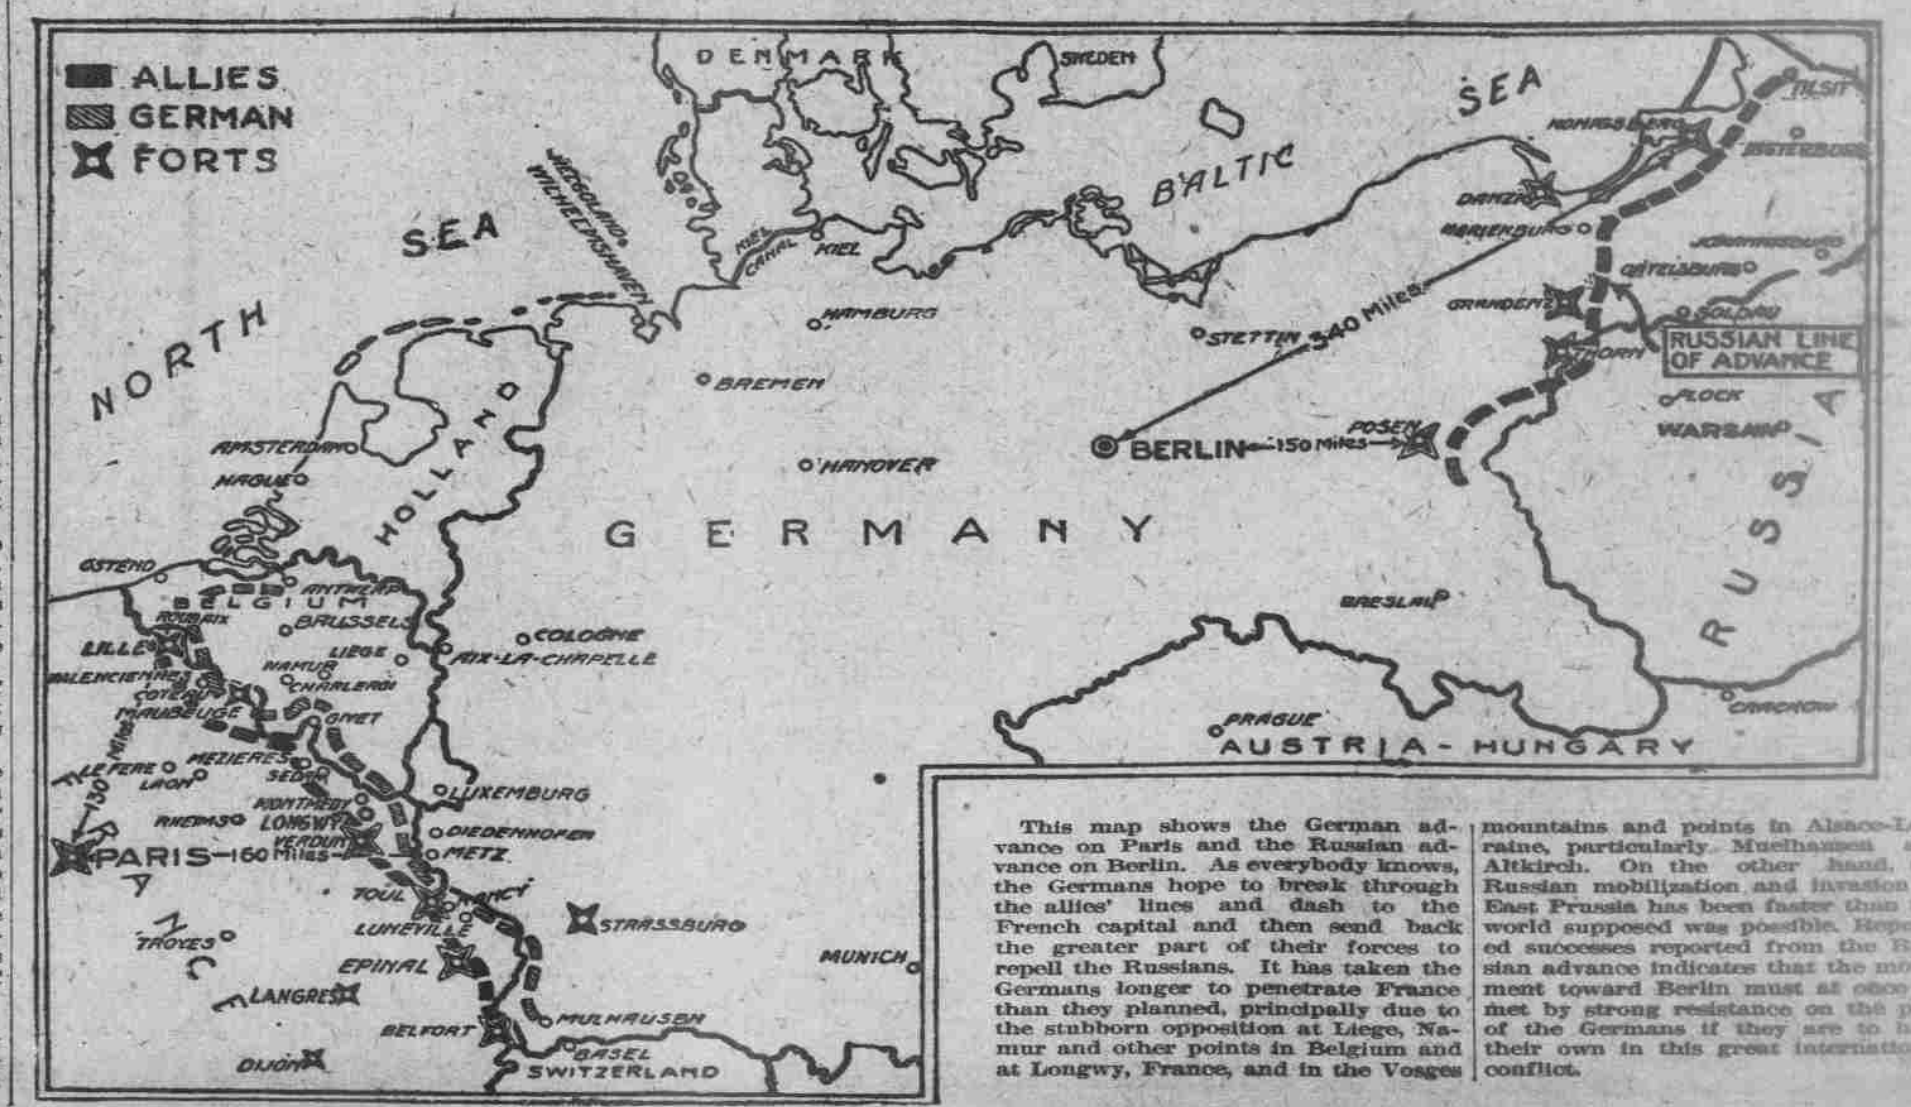 ALLIES
GERMAN
FORTS
DENMARK
SWEDEN
SEA
BALTIC
TILSIT
DANZIG
MARIENBURG
SEA
NORTH
HELGOLAND
WILHELMSHAVEN
KIEL
CANAL
KIEL
HAMBURG
STETTIN
340 Miles
GRANDENZ
SOLDAU
THORN
RUSSIAN LINE
OF ADVANCE
BREMEN
PLOCK
WARSAW
RUSSIA
POSEN
BERLIN
150 Miles
AMSTERDAM
HAGUE
HOLLAND
HANOVER
GERMANY
OSTEND
ANTWERP
BELGIUM
ROUBAIX
BRUSSELS
BRESLAU
LILLE
LIEGE
COLOGNE
AIX-LA-CHAPELLE
NAMUR
VALENCIENNES
CHARLEROI
MAUBEUGE
GIVET
CRACKOW
PRAGUE
AUSTRIA-HUNGARY
130 Miles
LE FERE
MEZIERES
SEDAN
LAON
LUXEMBURG
MONTMEDY
RHEIMS
LONGWY
VERDUN
DIEDENHOFEN
PARIS-160 Miles-
METZ
FRANCE
TOUL
NANCY
LUNEVILLE
STRASSBURG
TROYES
EPINAL
MUNICH
LANGRES
BELFORT
MULHAUSEN
DIJON
BASEL
SWITZERLAND
This map shows the German ad-
vance on Paris and the Russian ad-
vance on Berlin. As everybody knows,
the Germans hope to break through
the allies' lines and dash to the
French capital and then send back
the greater part of their forces to
repell the Russians. It has taken the
Germans longer to penetrate France
than they planned, principally due to
the stubborn opposition at Liege, Na-
mur and other points in Belgium and
at Longwy, France, and in the Vosges
mountains and points in Alsace-L
raine, particularly Muelhausen
Altkirch. On the other hand,
Russian mobilization and invasion
East Prussia has been faster than
world supposed was possible.
ed successes reported from the
sian advance indicates that the
ment toward Berlin must at once
met by strong resistance on the
of the Germans if they are to
their own in this great internatio
conflict.